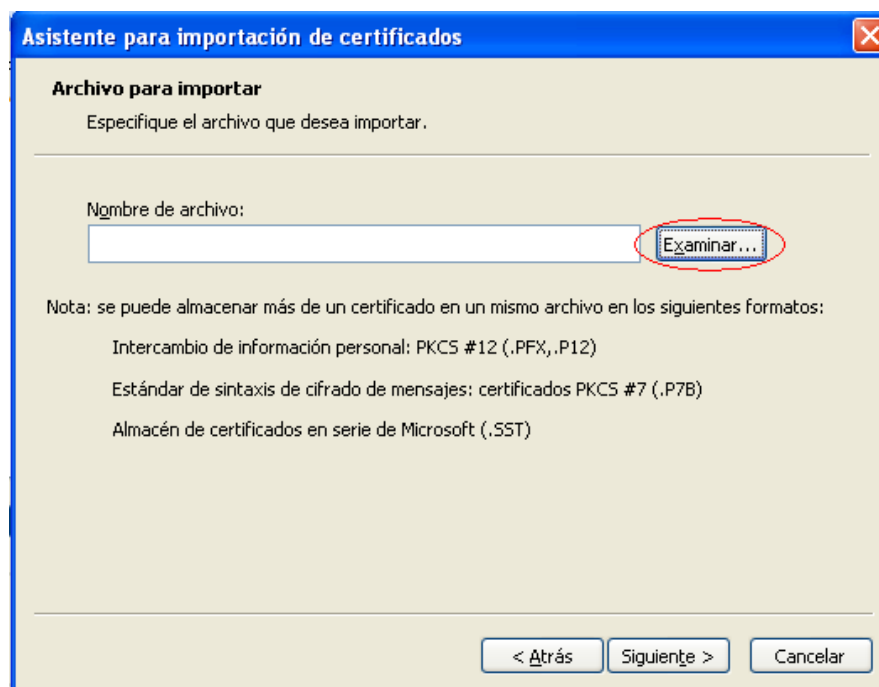 Asistente para importación de certificados
Archivo para importar
Especifique el archivo que desea importar.
Nombre de archivo:
Examinar...
Nota: se puede almacenar más de un certificado en un mismo archivo en los siguientes formatos:
Intercambio de información personal: PKCS #12 (.PFX,.P12)
Estándar de sintaxis de cifrado de mensajes: certificados PKCS #7 (.P7B)
Almacén de certificados en serie de Microsoft (.SST)
< Atrás Siguiente > Cancelar